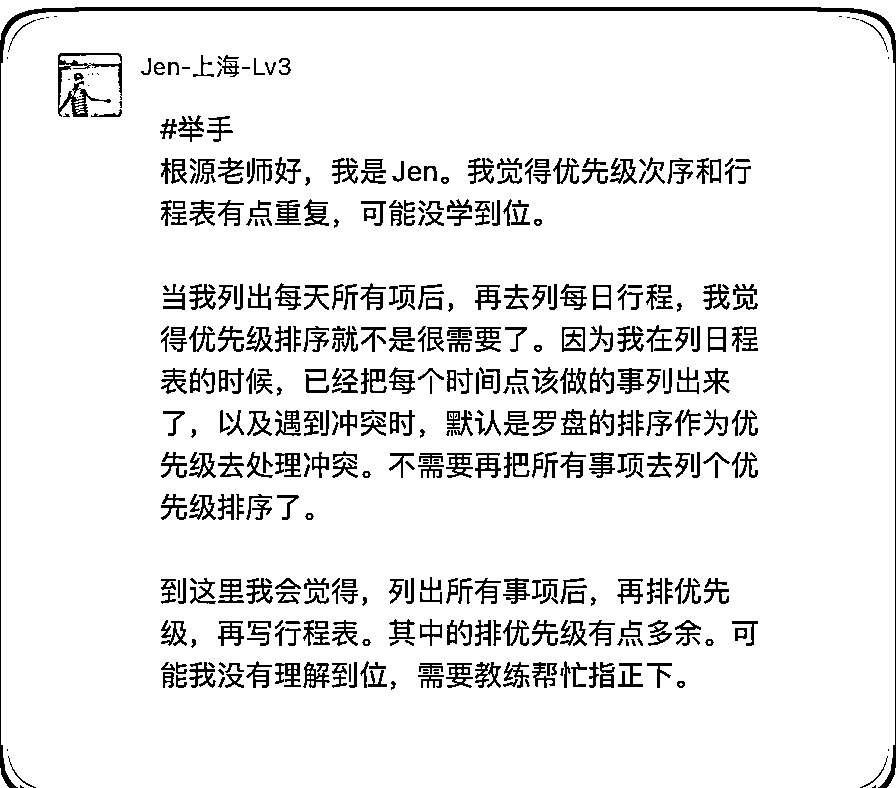 Jen-上海-Lv3
#举手
根源老师好，我是Jen。我觉得优先级次序和行
程表有点重复，可能没学到位。
当我列出每天所有项后，再去列每日行程，我觉
得优先级排序就不是很需要了。因为我在列日程
表的时候，已经把每个时间点该做的事列出来
了，以及遇到冲突时，默认是罗盘的排序作为优
先级去处理冲突。不需要再把所有事项去列个优
先级排序了。
到这里我会觉得，列出所有事项后，再排优先
级，再写行程表。其中的排优先级有点多余。可
能我没有理解到位，需要教练帮忙指正下。